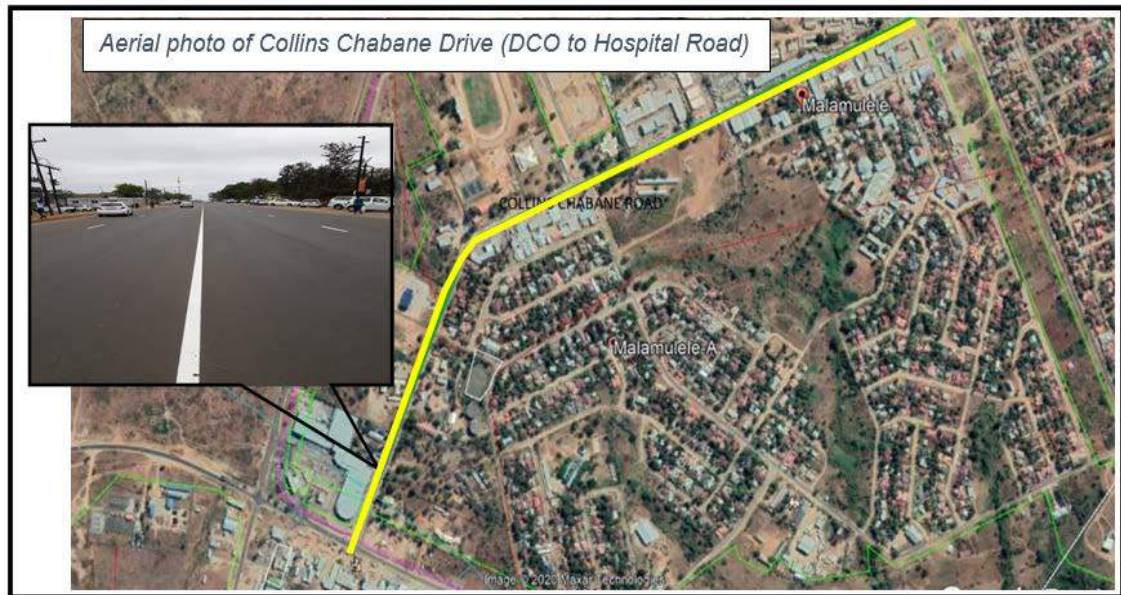 Aerial photo of Collins Chabane Drive (DCO to Hospital Road)
Malamulele
COLLINS CHABANE ROAD
Malamulele-A
Image © 2020 Maxar Technologies